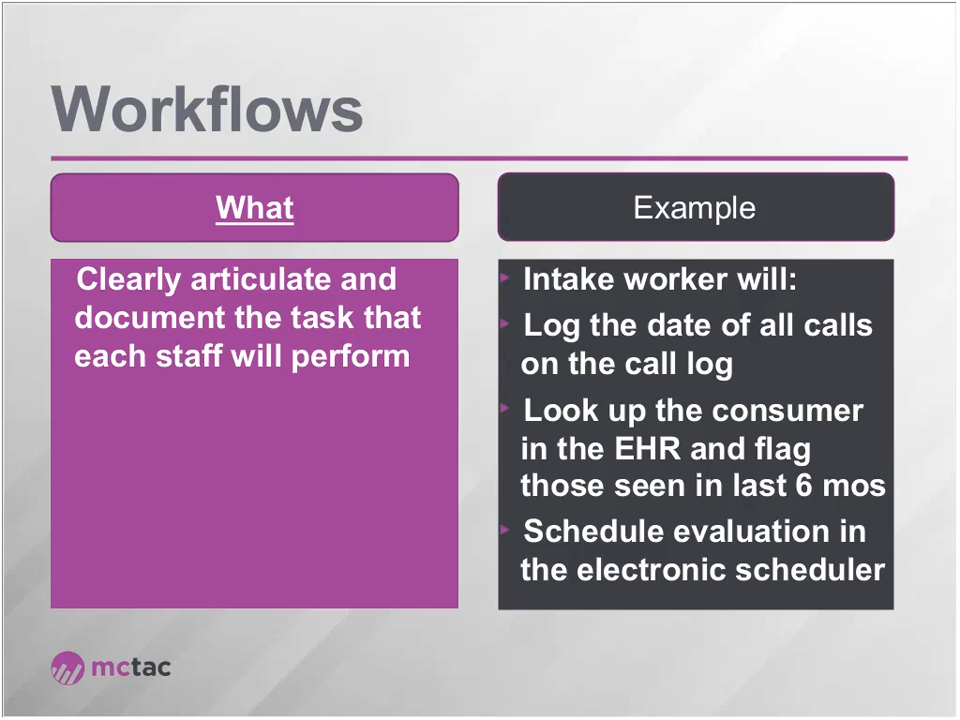 Workflows
What
Clearly articulate and
document the task that
each staff will perform
Example
Intake worker will:
Log the date of all calls
on the call log
Look up the consumer
in the EHR and flag
those seen in last 6 mos
Schedule evaluation in
the electronic scheduler
mctac